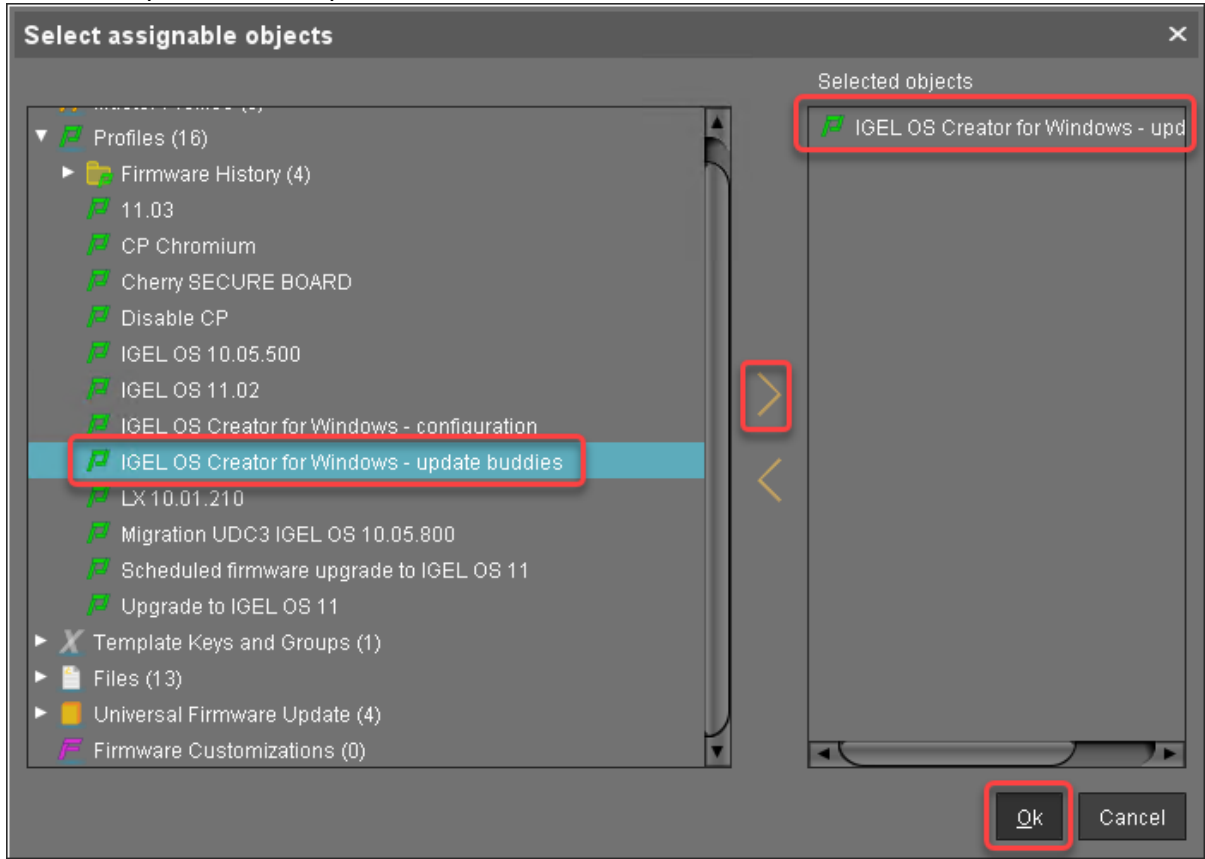 Select assignable objects
Selected objects
IGEL OS Creator for Windows - upd
Profiles (16)
Firmware History (4)
11.03
CP Chromium
Cherry SECURE BOARD
Disable CP
IGEL OS 10.05.500
IGEL OS 11.02
IGEL OS Creator for Windows - configuration
IGEL OS Creator for Windows - update buddies
LX 10.01.210
Migration UDC3 IGEL OS 10.05.800
Scheduled firmware upgrade to IGEL OS 11
Upgrade to IGEL OS 11
Template Keys and Groups (1)
Files (13)
Universal Firmware Update (4)
Firmware Customizations (0)
Ok
Cancel